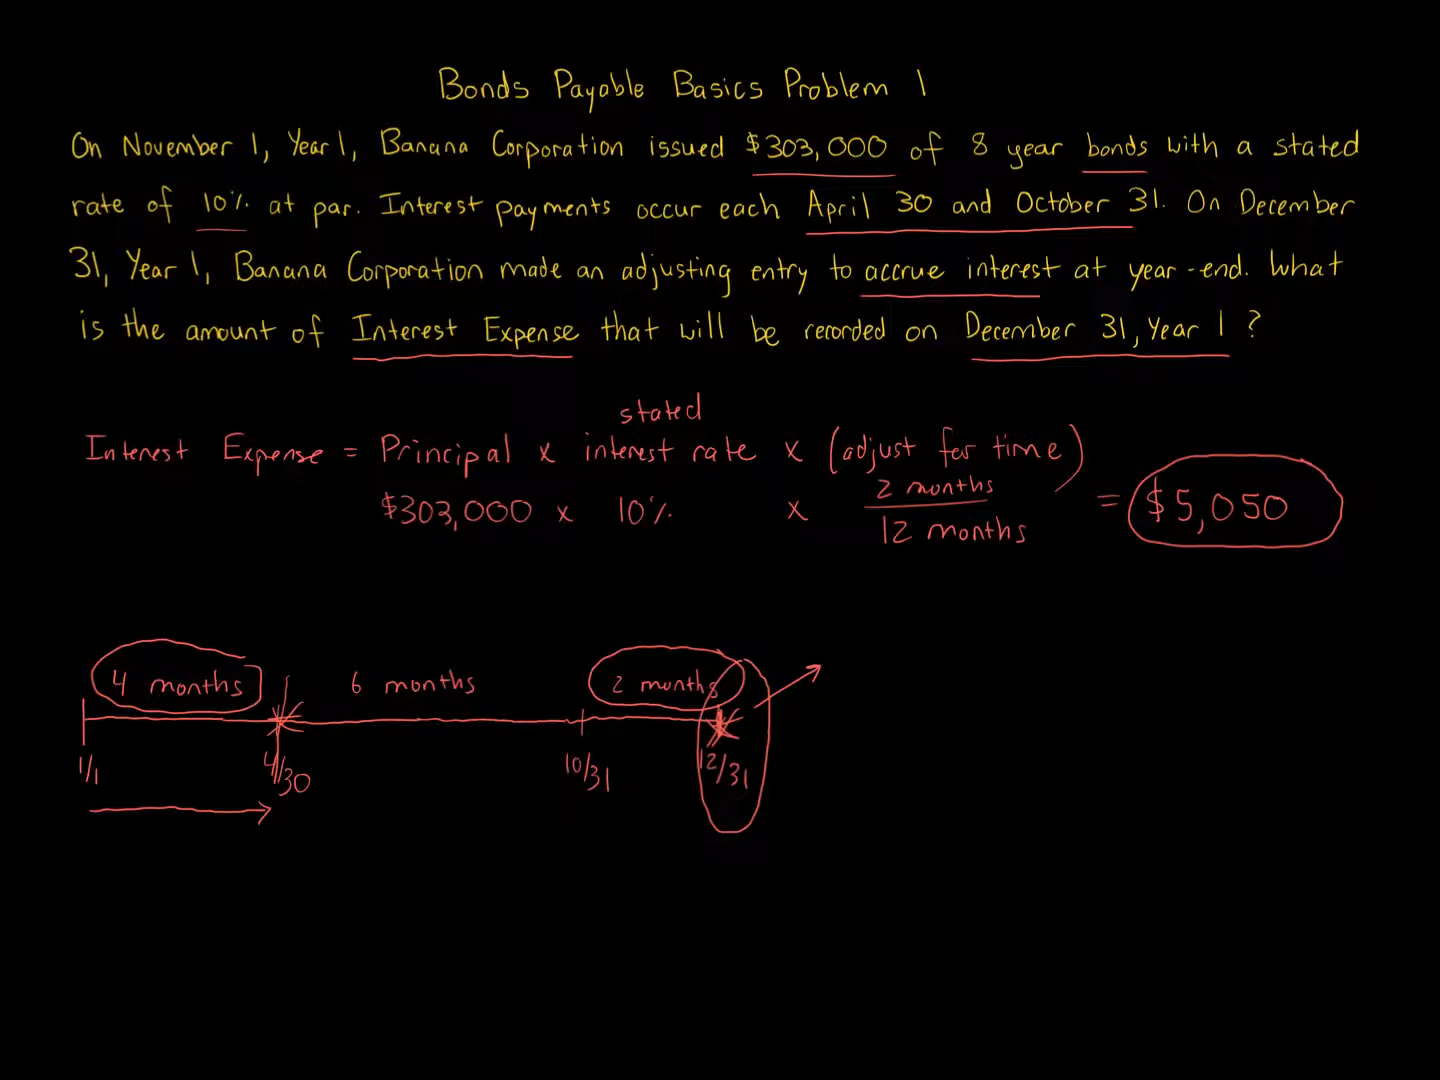 Bonds Payable Basics Problem 1
On November 1, Year 1, Banana Corporation issued $303,000 of 8 year bonds with a stated
rate of 10% at par. Interest payments occur each April 30 and October 31. On December
31, Year 1, Banana Corporation made an adjusting entry to accrue interest at year-end. What
is the amount of Interest Expense that will be recorded on December 31, Year 1?
stated
Interest Expense = Principal x interest rate x (adjust for time)
$303,000 x 10% x 2 months / 12 months = $5,050
4 months 6 months 2 months
1/1 4/30 10/31 12/31